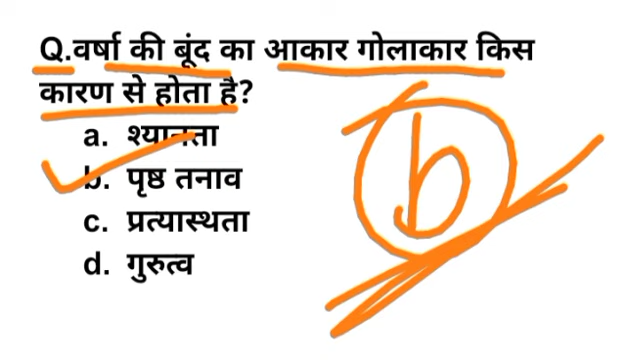 Q.वर्षा की बूंद का आकार गोलाकार किस
कारण से होता है?
a. श्यानता
b. पृष्ठ तनाव
c. प्रत्यास्थता
d. गुरुत्व
b